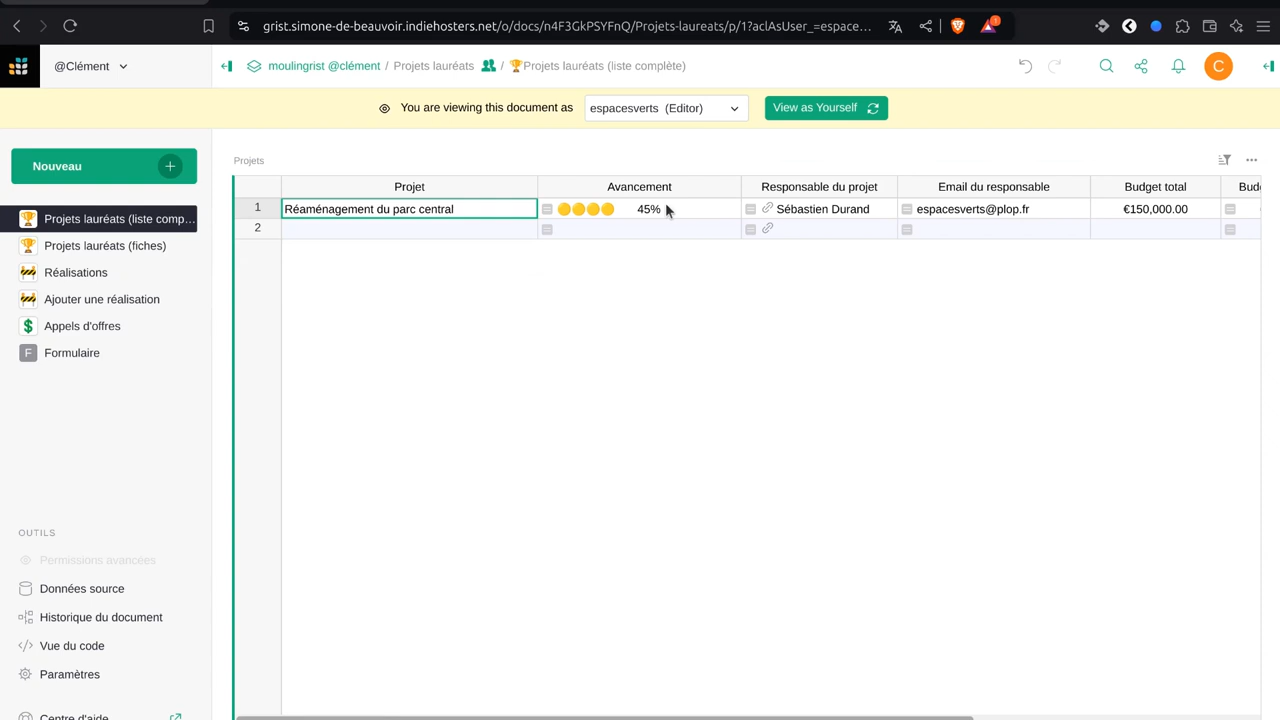 grist.simone-de-beauvoir.indiehosters.net/o/docs/n4F3GkPSYFnQ/Projets-laureats/p/1?aclAsUser_=espace...
1
@Clément
moulingrist @clément / Projets lauréats / 🏆Projets lauréats (liste complète)
C
You are viewing this document as
espacesverts (Editor)
View as Yourself
Nouveau
🏆 Projets lauréats (liste comp...
🏆 Projets lauréats (fiches)
🚧 Réalisations
🚧 Ajouter une réalisation
💲 Appels d'offres
F Formulaire
OUTILS
Permissions avancées
Données source
Historique du document
Vue du code
Paramètres
Centre d'aide
Projets
Projet Avancement Responsable du projet Email du responsable Budget total Bud
1 Réaménagement du parc central 🟡🟡🟡🟡 45% Sébastien Durand espacesverts@plop.fr €150,000.00
2